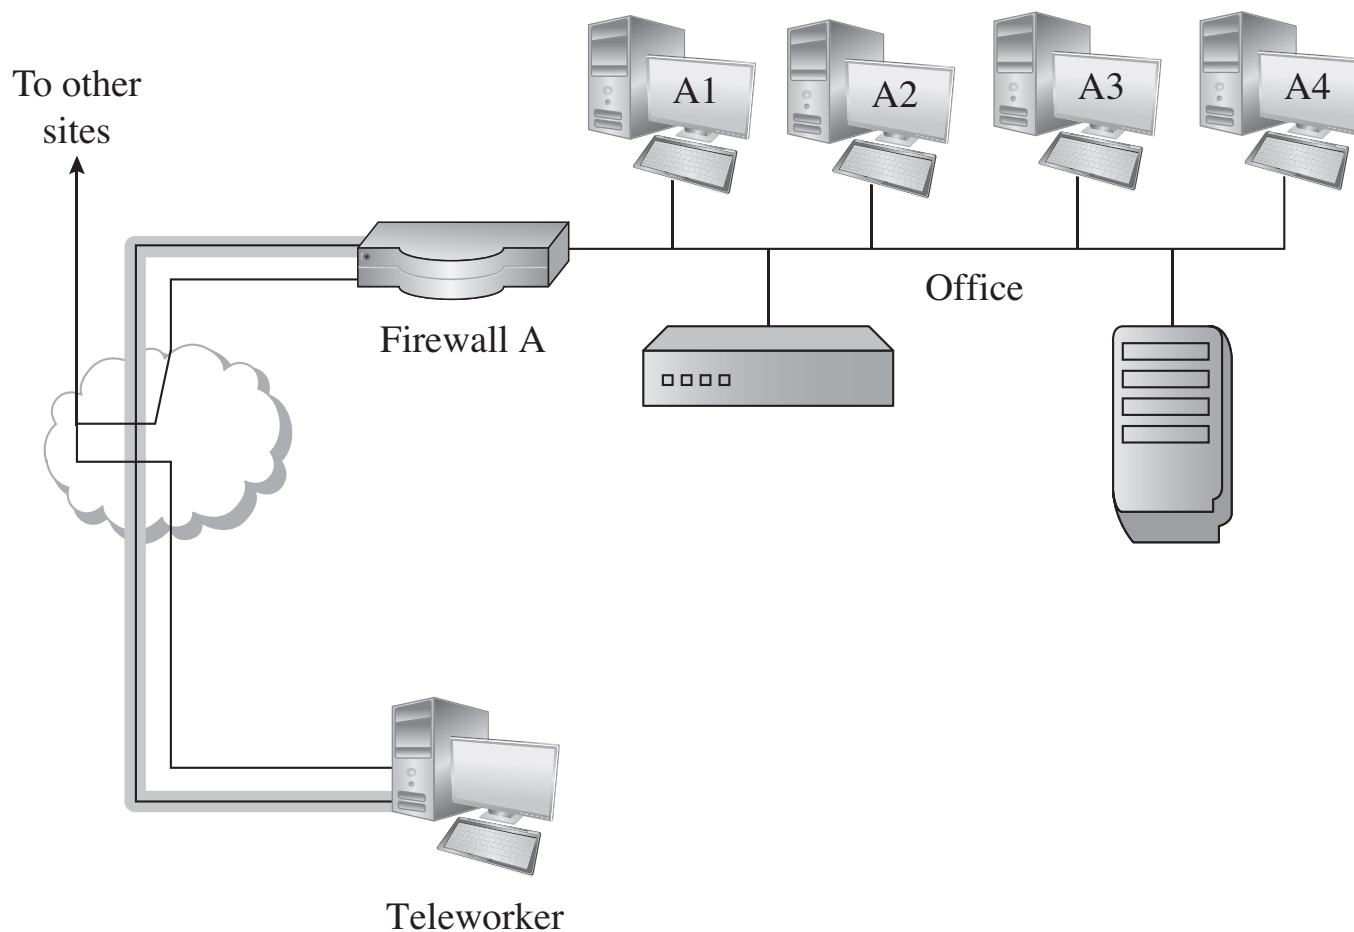 To other
sites
A1
A2
A3
A4
Office
Firewall A
Teleworker